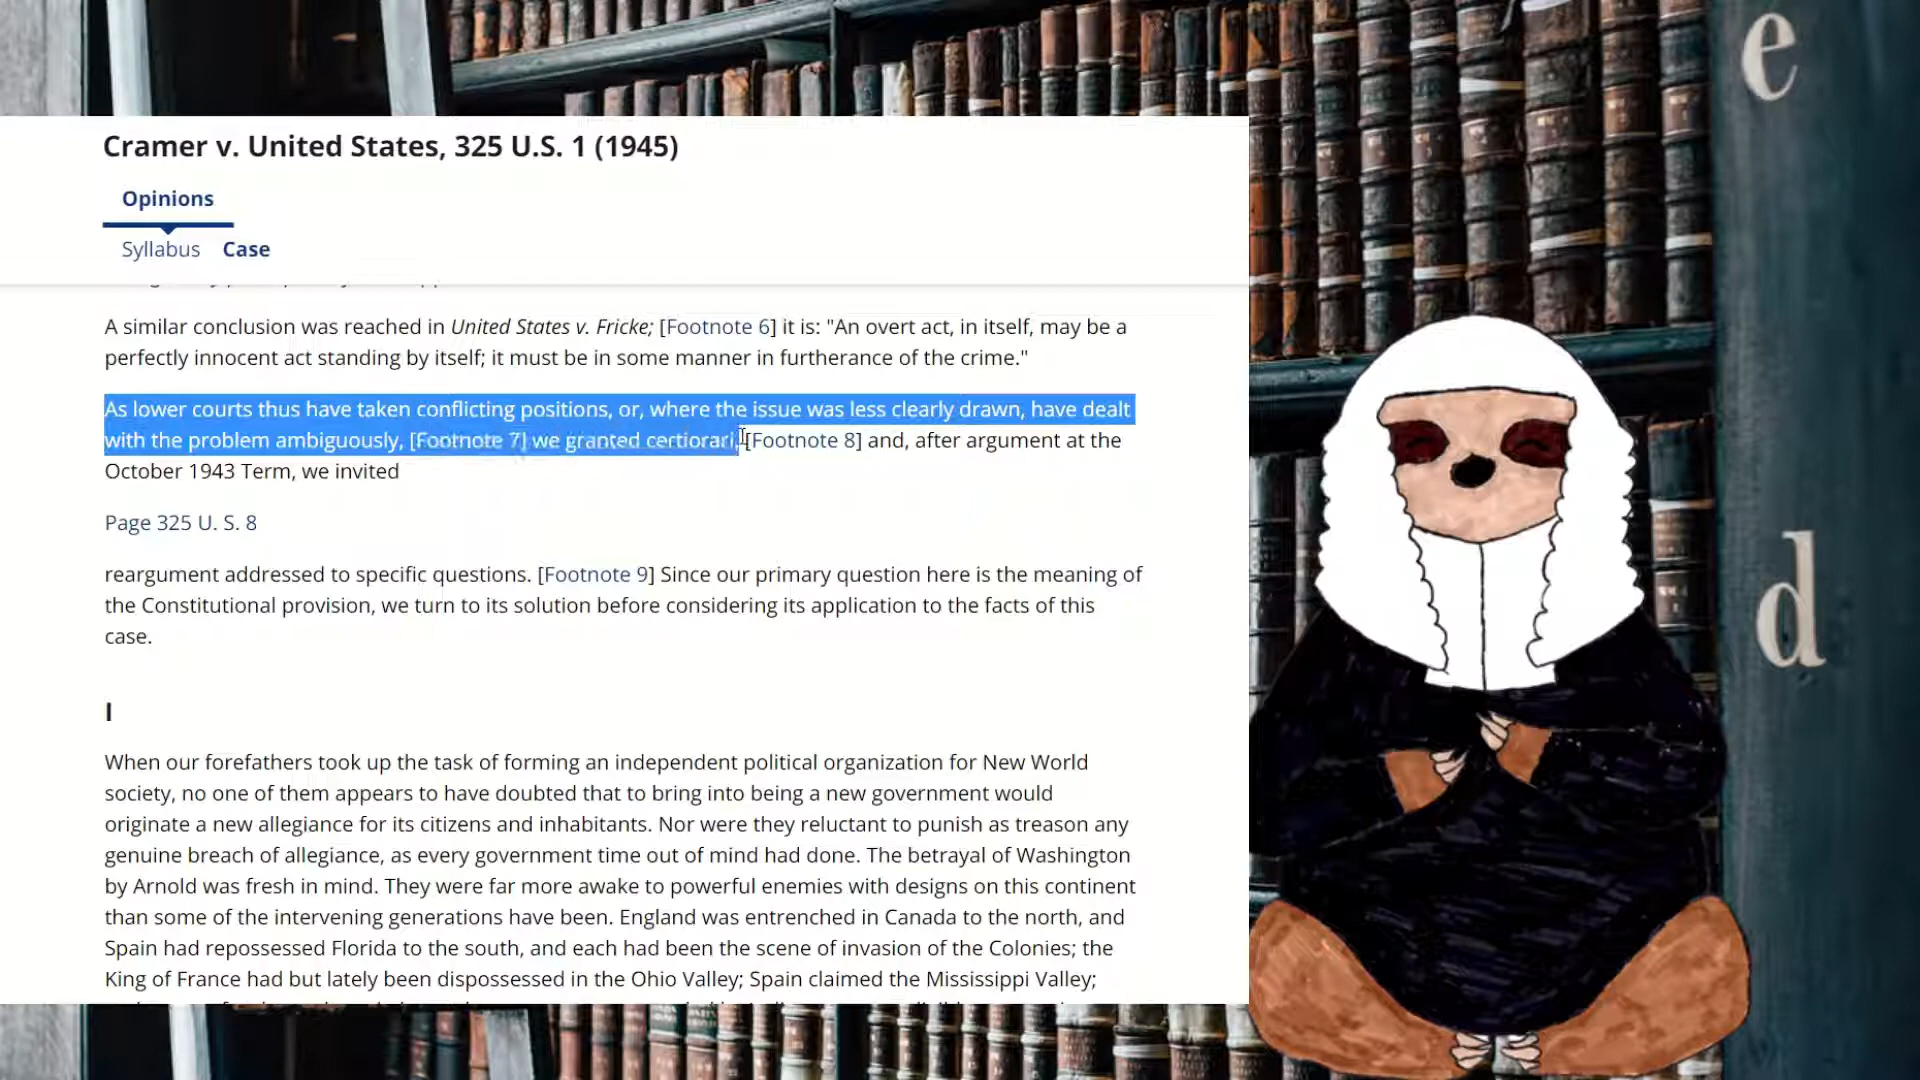 Cramer v. United States, 325 U.S. 1 (1945)
Opinions
Syllabus Case
A similar conclusion was reached in United States v. Fricke; [Footnote 6] it is: "An overt act, in itself, may be a
perfectly innocent act standing by itself; it must be in some manner in furtherance of the crime."
As lower courts thus have taken conflicting positions, or, where the issue was less clearly drawn, have dealt
with the problem ambiguously, [Footnote 7] we granted certiorari, [Footnote 8] and, after argument at the
October 1943 Term, we invited
Page 325 U. S. 8
reargument addressed to specific questions. [Footnote 9] Since our primary question here is the meaning of
the Constitutional provision, we turn to its solution before considering its application to the facts of this
case.
I
When our forefathers took up the task of forming an independent political organization for New World
society, no one of them appears to have doubted that to bring into being a new government would
originate a new allegiance for its citizens and inhabitants. Nor were they reluctant to punish as treason any
genuine breach of allegiance, as every government time out of mind had done. The betrayal of Washington
by Arnold was fresh in mind. They were far more awake to powerful enemies with designs on this continent
than some of the intervening generations have been. England was entrenched in Canada to the north, and
Spain had repossessed Florida to the south, and each had been the scene of invasion of the Colonies; the
King of France had but lately been dispossessed in the Ohio Valley; Spain claimed the Mississippi Valley;
e
d